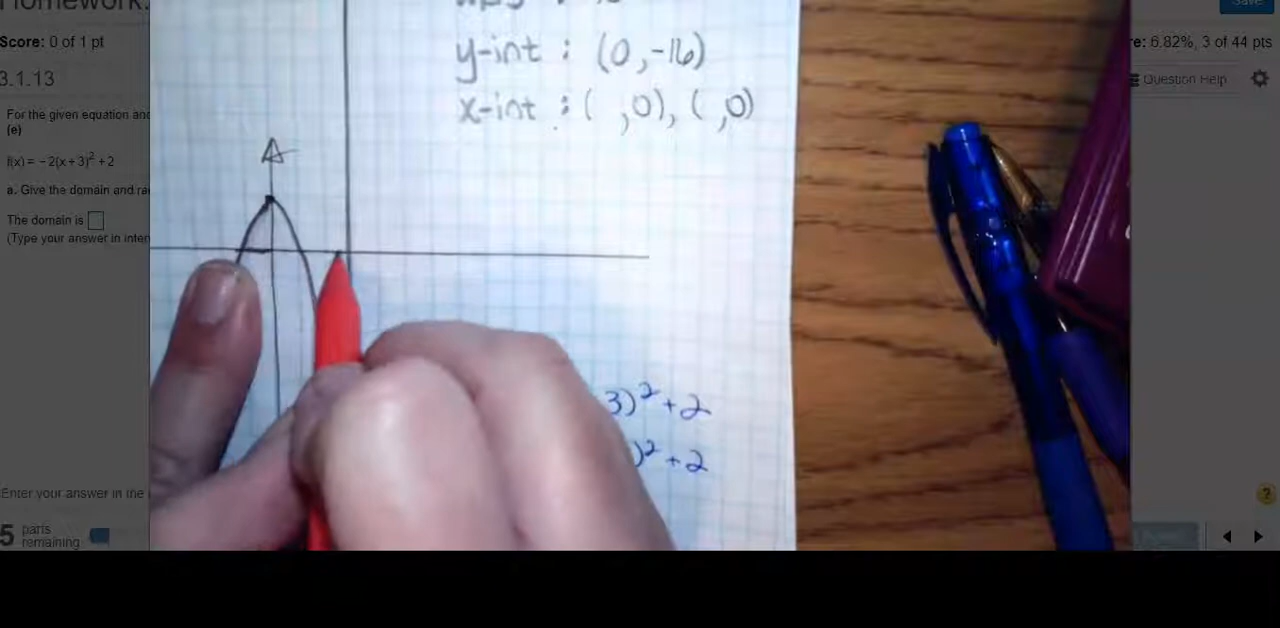 Homework:
Save
Score: 0 of 1 pt
re: 6.82%, 3 of 44 pts
3.1.13
Question Help
For the given equation and
(e)
f(x) = −2(x+3)² + 2
a. Give the domain and ra
The domain is
(Type your answer in inter
y-int : (0,-16)
x-int : ( ,0), ( ,0)
3)² + 2
)² + 2
Enter your answer in the
5 parts remaining
?